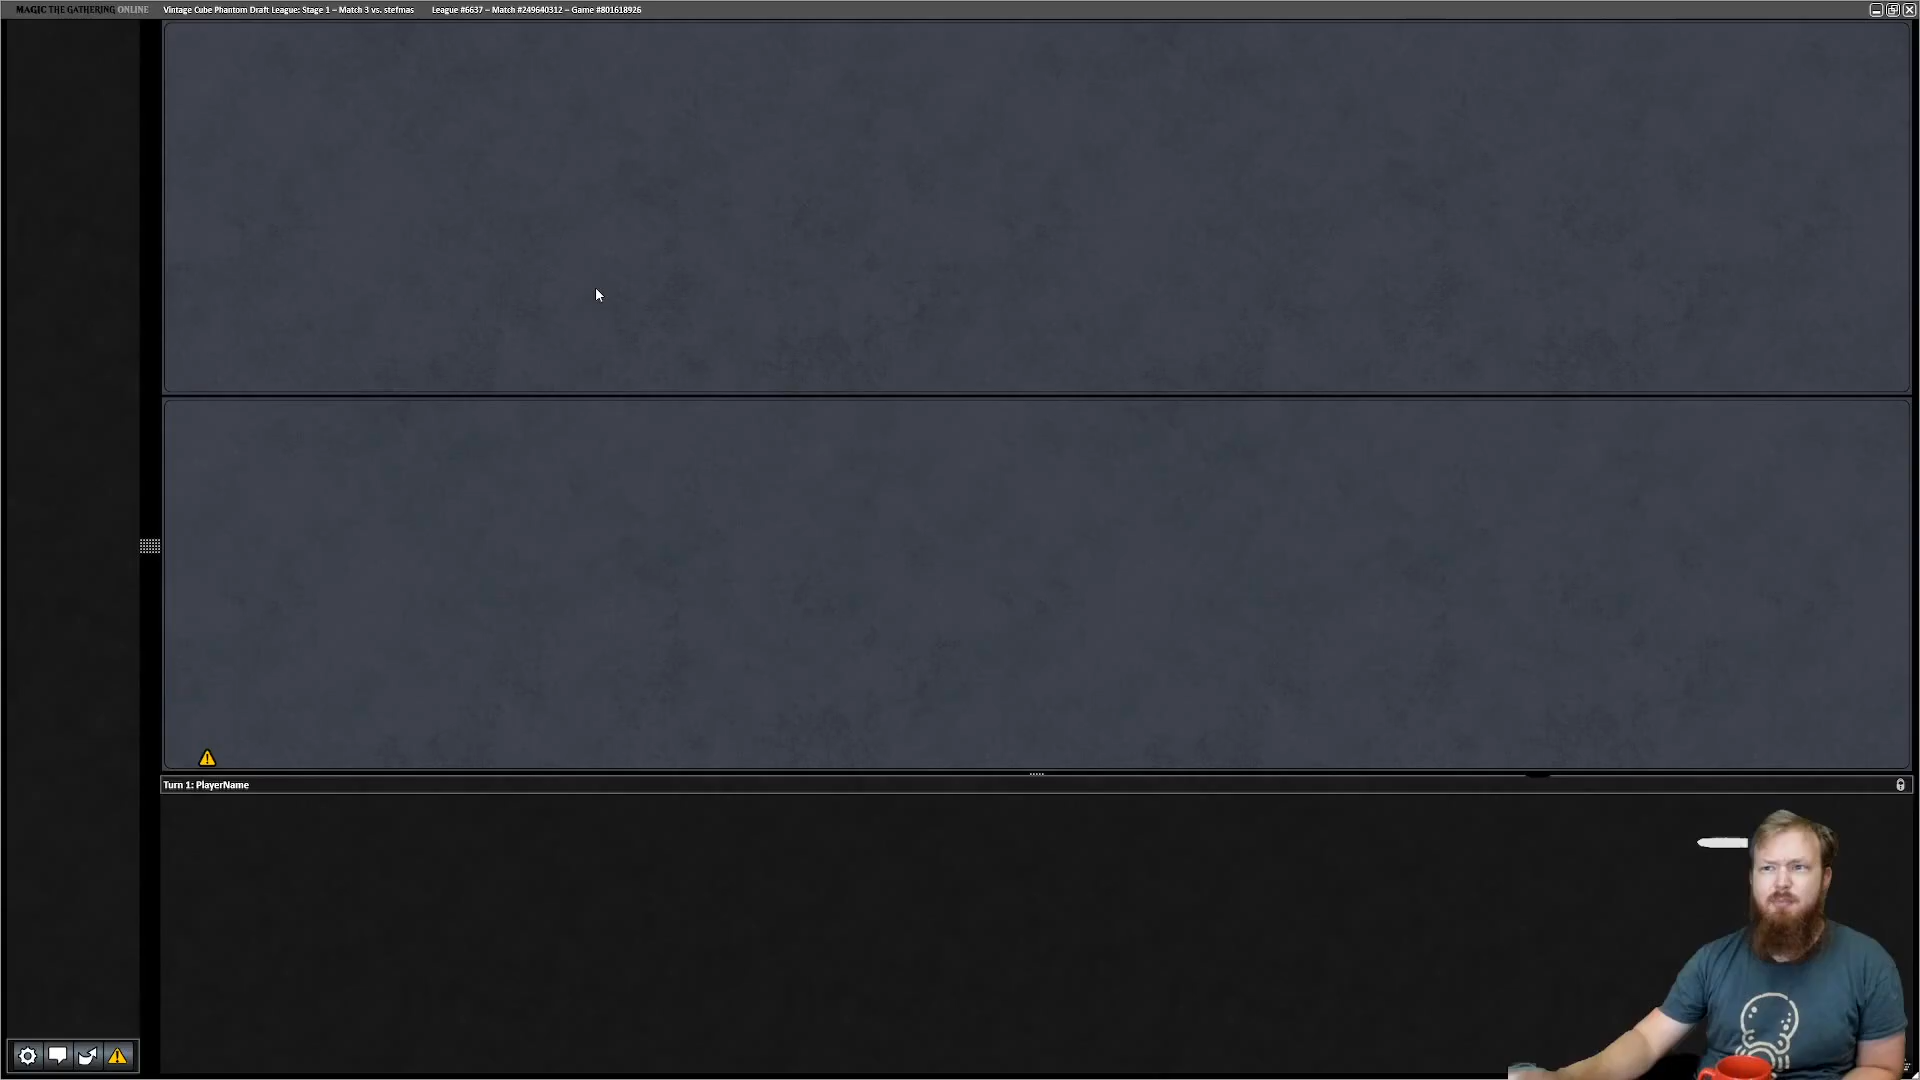 MAGIC THE GATHERING ONLINE Vintage Cube Phantom Draft League: Stage 1 – Match 3 vs. stefmas League #6637 – Match #249640312 – Game #801618926
Turn 1: PlayerName